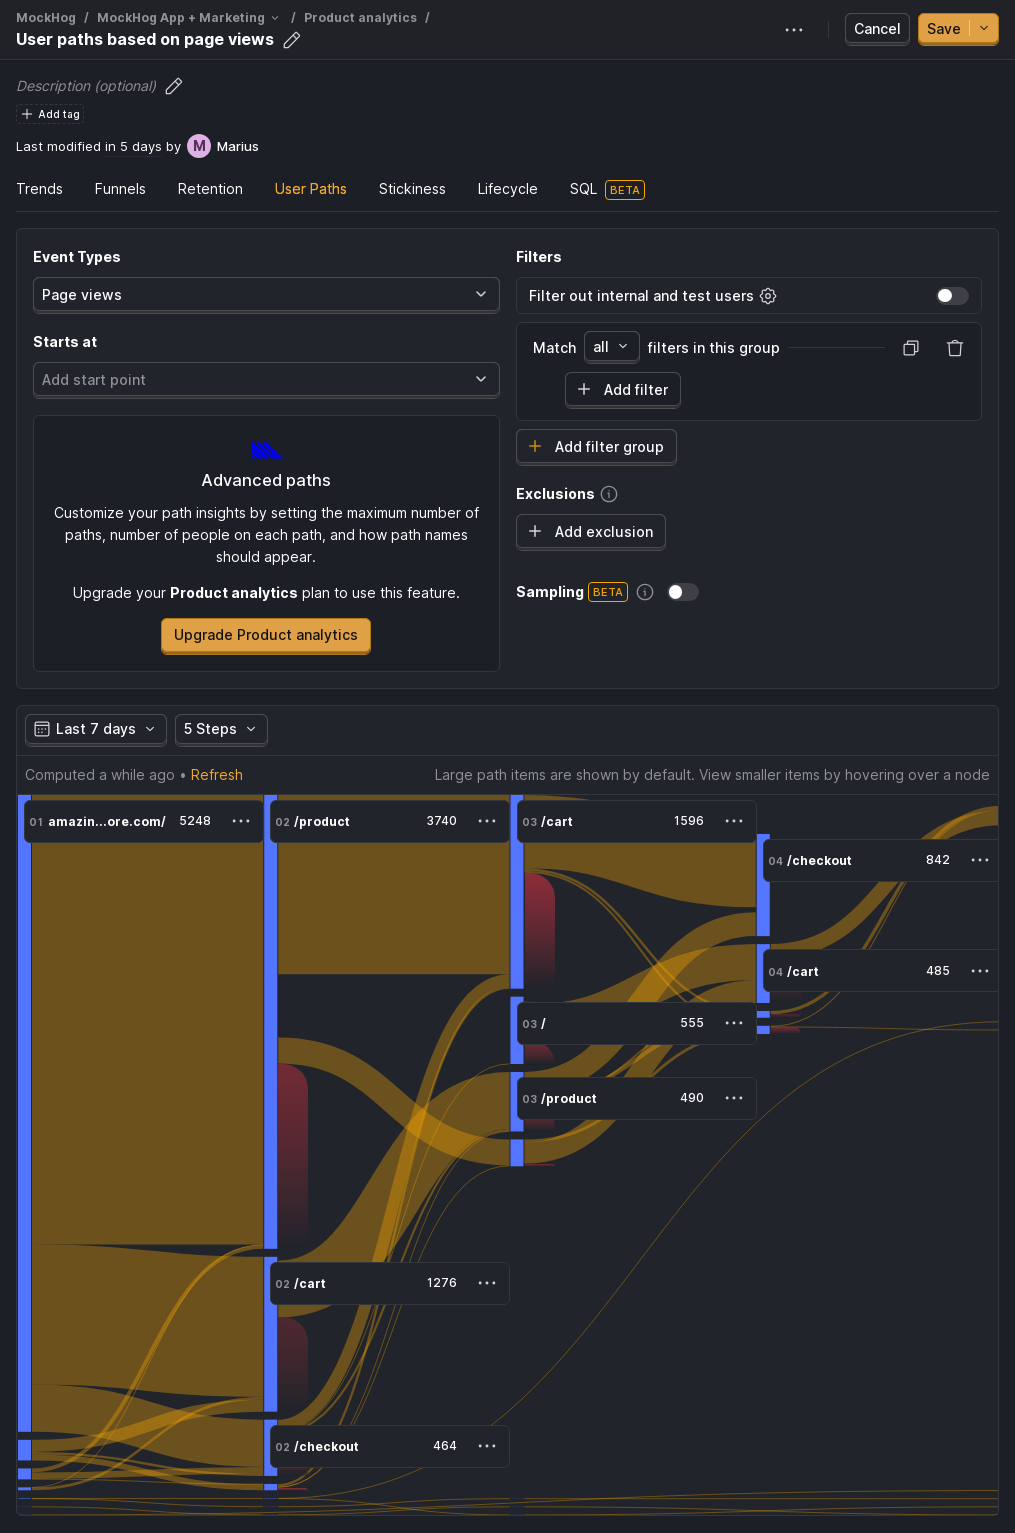 MockHog / MockHog App + Marketing / Product analytics /
User paths based on page views
Cancel
Save
Description (optional)
Add tag
Last modified in 5 days by M Marius
Trends Funnels Retention User Paths Stickiness Lifecycle SQL BETA
Event Types
Page views
Starts at
Add start point
Advanced paths
Customize your path insights by setting the maximum number of
paths, number of people on each path, and how path names
should appear.
Upgrade your Product analytics plan to use this feature.
Upgrade Product analytics
Filters
Filter out internal and test users
Match all filters in this group
Add filter
Add filter group
Exclusions
Add exclusion
Sampling BETA
Last 7 days
5 Steps
Computed a while ago • Refresh
Large path items are shown by default. View smaller items by hovering over a node
01 amazin...ore.com/ 5248
02 /product 3740
03 /cart 1596
04 /checkout 842
04 /cart 485
03 / 555
03 /product 490
02 /cart 1276
02 /checkout 464